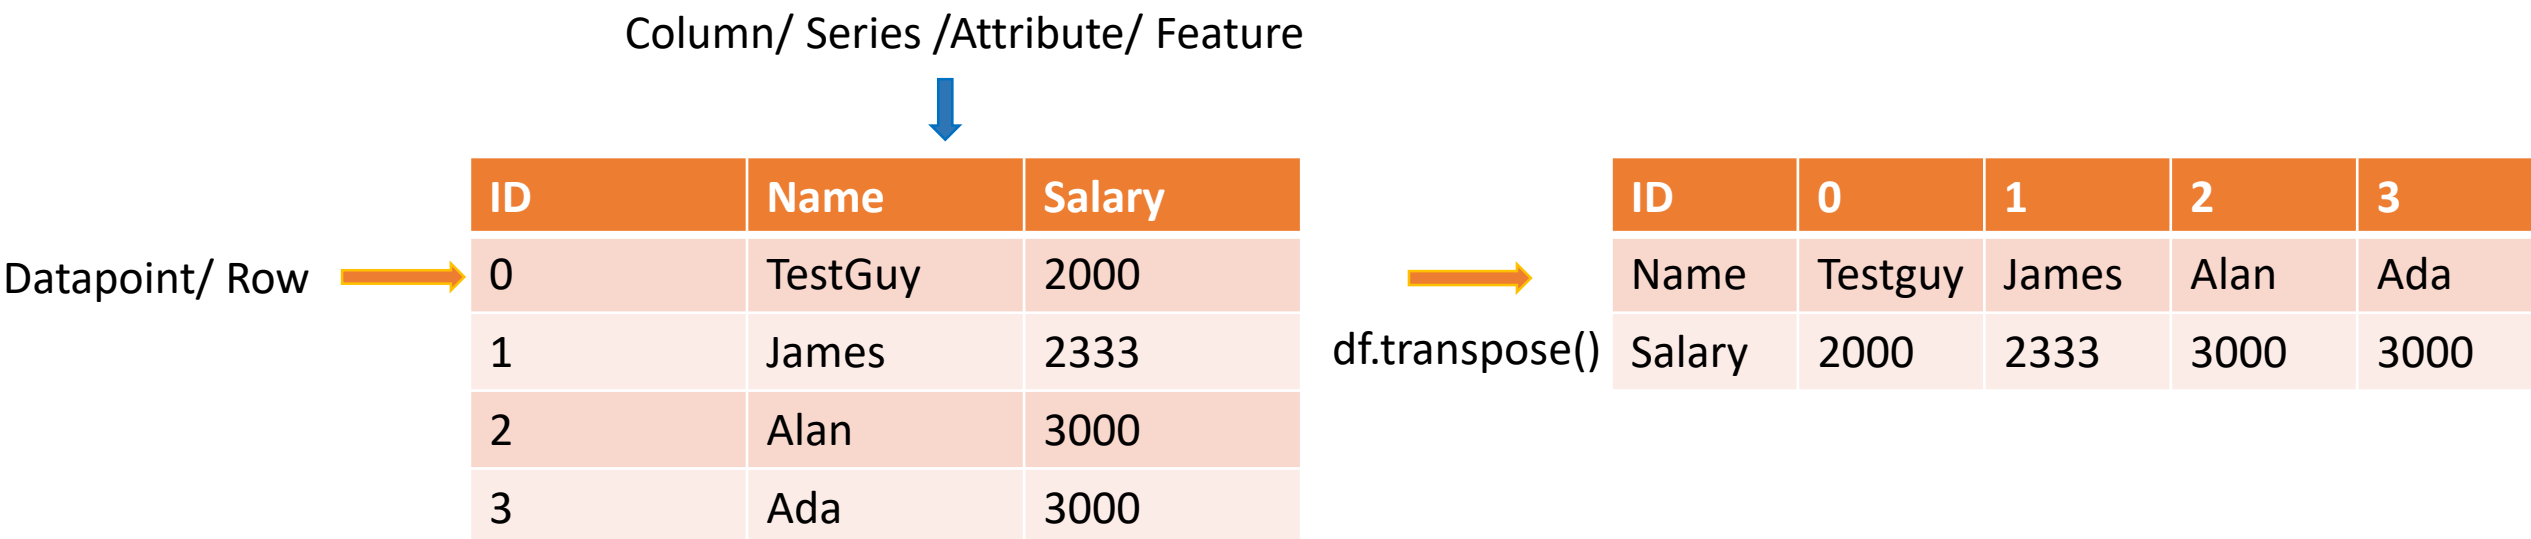 Column/ Series /Attribute/ Feature
ID Name Salary
Datapoint/ Row 0 TestGuy 2000
1 James 2333
2 Alan 3000
3 Ada 3000
df.transpose()
ID 0 1 2 3
Name Testguy James Alan Ada
Salary 2000 2333 3000 3000